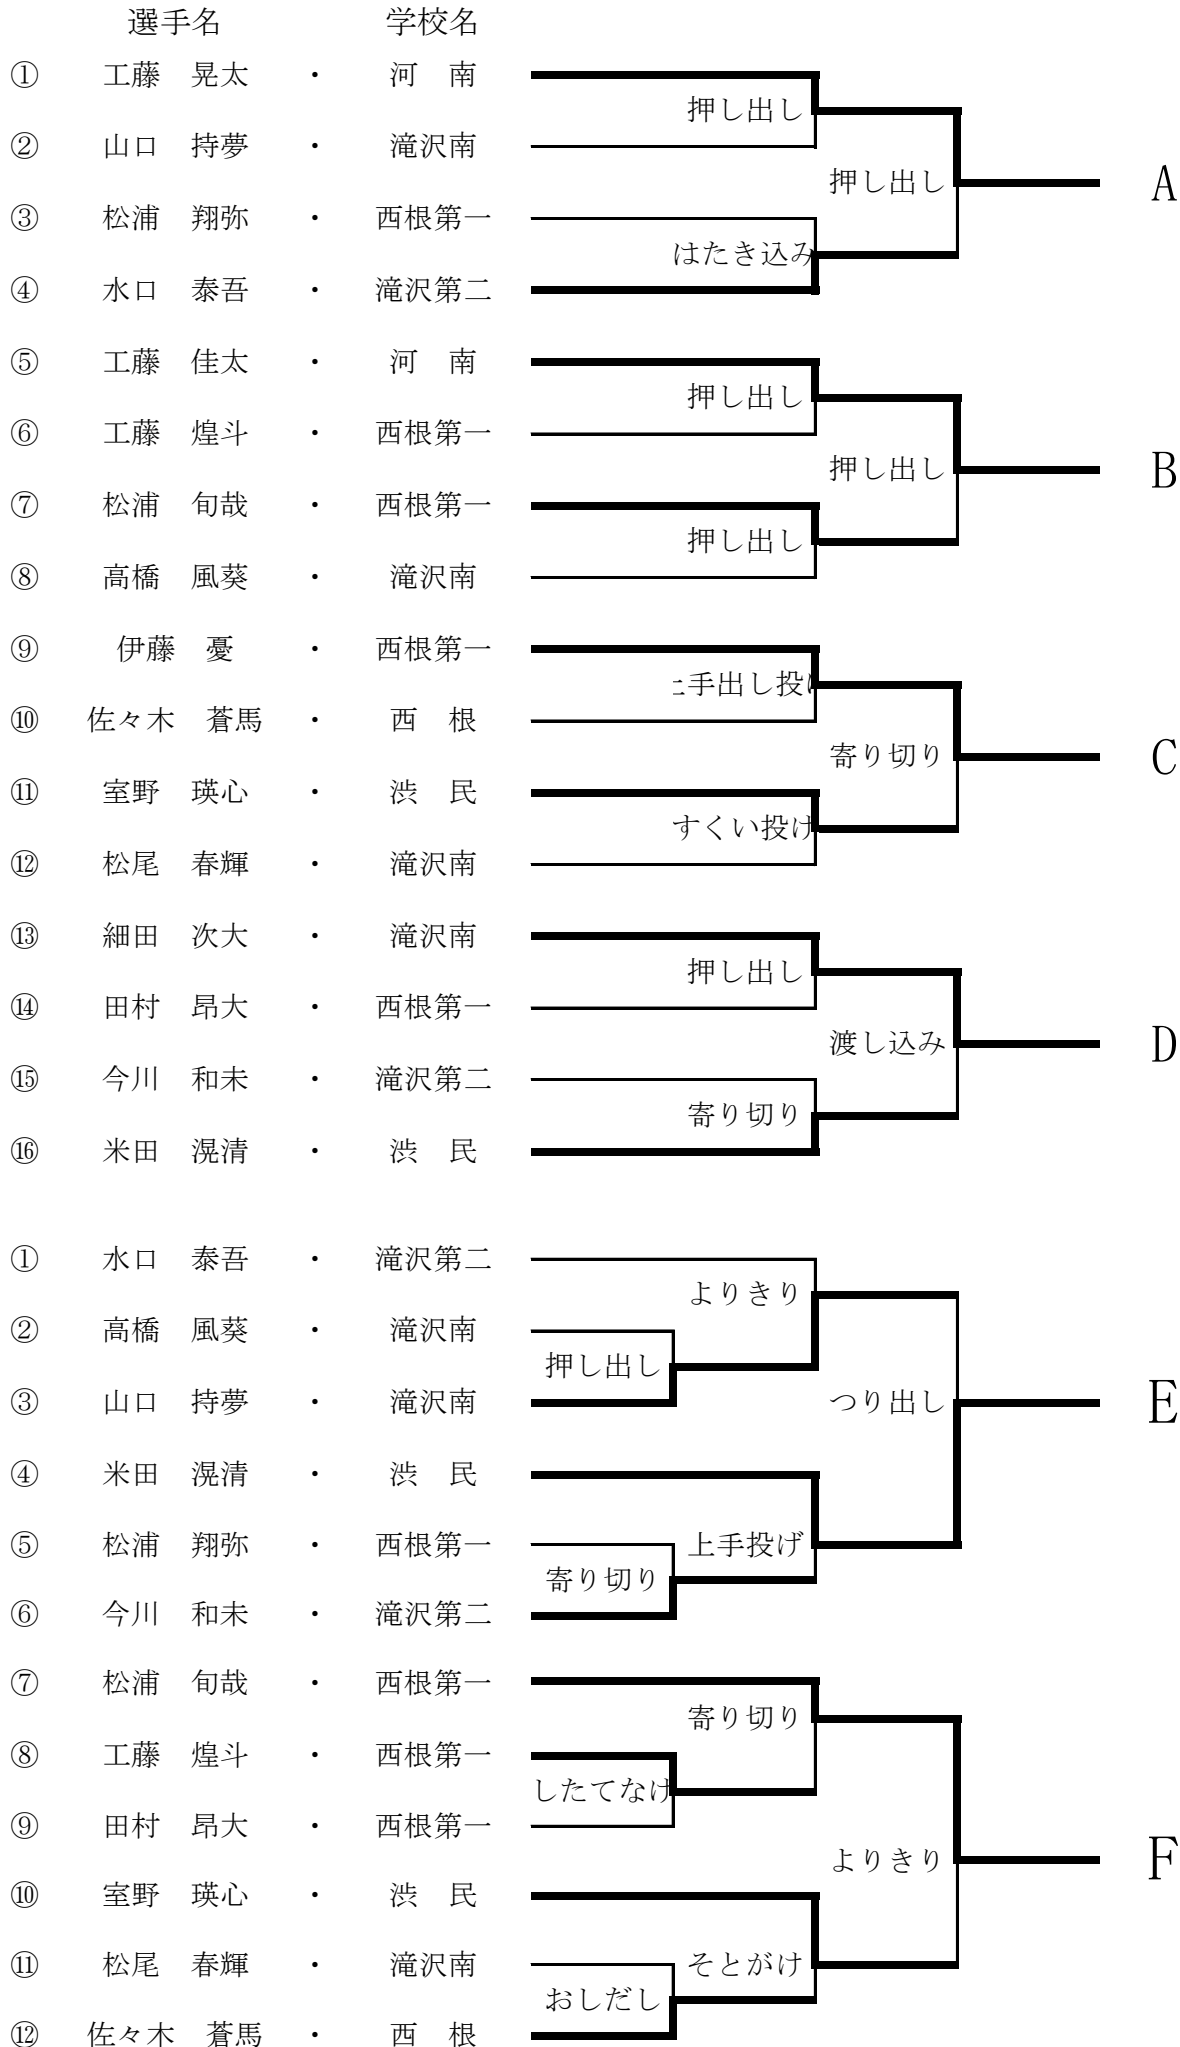 選手名 学校名
① 工藤 晃太 ・ 河 南
押し出し
② 山口 持夢 ・ 滝沢南
押し出し A
③ 松浦 翔弥 ・ 西根第一
はたき込み
④ 水口 泰吾 ・ 滝沢第二
⑤ 工藤 佳太 ・ 河 南
押し出し
⑥ 工藤 煌斗 ・ 西根第一
押し出し B
⑦ 松浦 旬哉 ・ 西根第一
押し出し
⑧ 高橋 風葵 ・ 滝沢南
⑨ 伊藤 憂 ・ 西根第一
手出し投げ
⑩ 佐々木 蒼馬 ・ 西 根
寄り切り C
⑪ 室野 瑛心 ・ 渋 民
すくい投げ
⑫ 松尾 春輝 ・ 滝沢南
⑬ 細田 次大 ・ 滝沢南
押し出し
⑭ 田村 昂大 ・ 西根第一
渡し込み D
⑮ 今川 和未 ・ 滝沢第二
寄り切り
⑯ 米田 滉清 ・ 渋 民
① 水口 泰吾 ・ 滝沢第二
よりきり
② 高橋 風葵 ・ 滝沢南
押し出し
③ 山口 持夢 ・ 滝沢南
つり出し E
④ 米田 滉清 ・ 渋 民
⑤ 松浦 翔弥 ・ 西根第一
上手投げ
寄り切り
⑥ 今川 和未 ・ 滝沢第二
⑦ 松浦 旬哉 ・ 西根第一
寄り切り
⑧ 工藤 煌斗 ・ 西根第一
したてなげ
⑨ 田村 昂大 ・ 西根第一
よりきり F
⑩ 室野 瑛心 ・ 渋 民
⑪ 松尾 春輝 ・ 滝沢南
そとがけ
おしだし
⑫ 佐々木 蒼馬 ・ 西 根